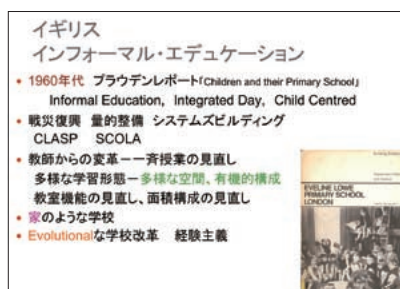 イギリス
インフォーマル・エデュケーション
• 1960年代 プラウデンレポート「Children and their Primary School」
Informal Education, Integrated Day, Child Centred
• 戦災復興 量的整備 システムズビルディング
CLASP SCOLA
• 教師からの変革ー一斉授業の見直し
多様な学習形態ー多様な空間、有機的構成
教室機能の見直し、面積構成の見直し
• 家のような学校
• Evolutionalな学校改革 経験主義
EVELINE LOWE
PRIMARY SCHOOL
LONDON